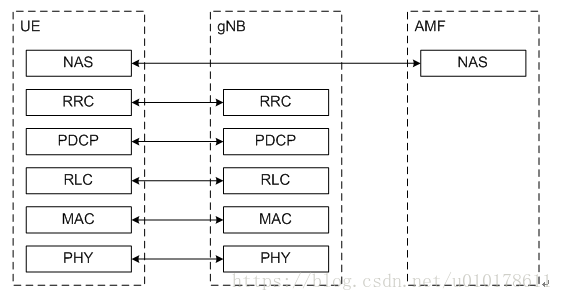 UE gNB AMF
NAS NAS
RRC RRC
PDCP PDCP
RLC RLC
MAC MAC
PHY PHY
https://blog.csdn.net/u010178611